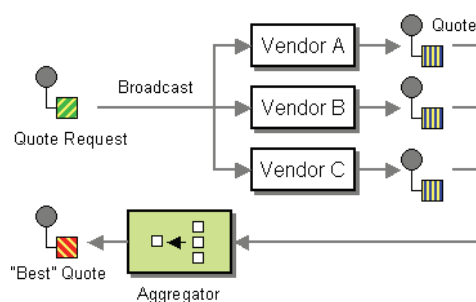 Vendor A
Quote
Broadcast
Vendor B
Quote Request
Vendor C
"Best" Quote
Aggregator